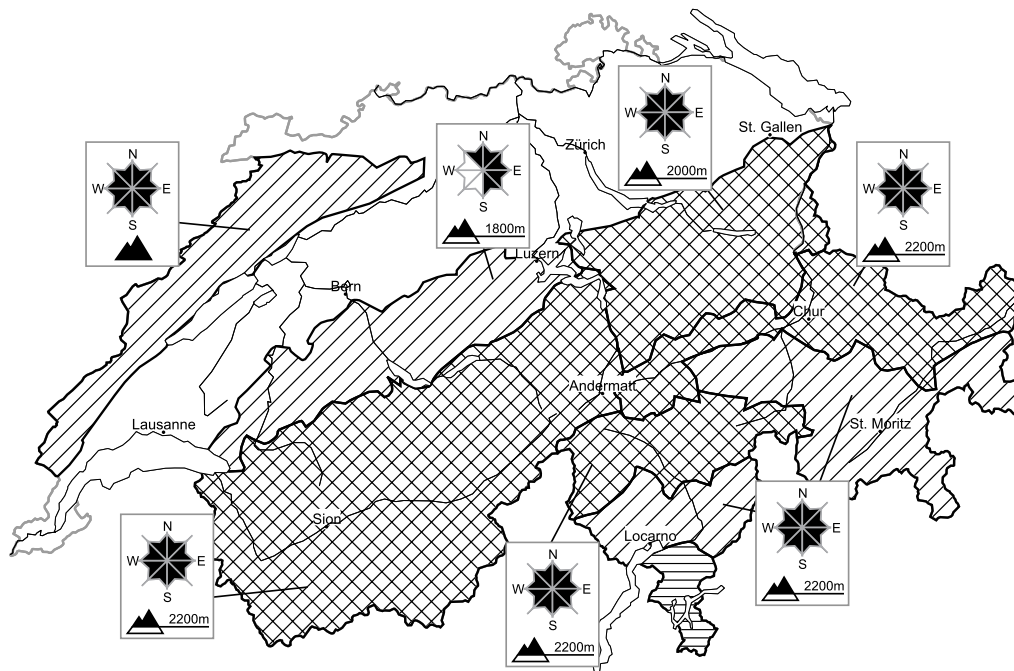 N
W E
S
2000m
St. Gallen
Zürich
N
W E
S
N
W E
S
1800m
N
W E
S
2200m
Luzern
Bern
Chur
Andermatt
Lausanne
St. Moritz
N
W E
S
2200m
Sion
N
W E
S
2200m
Locarno
N
W E
S
2200m